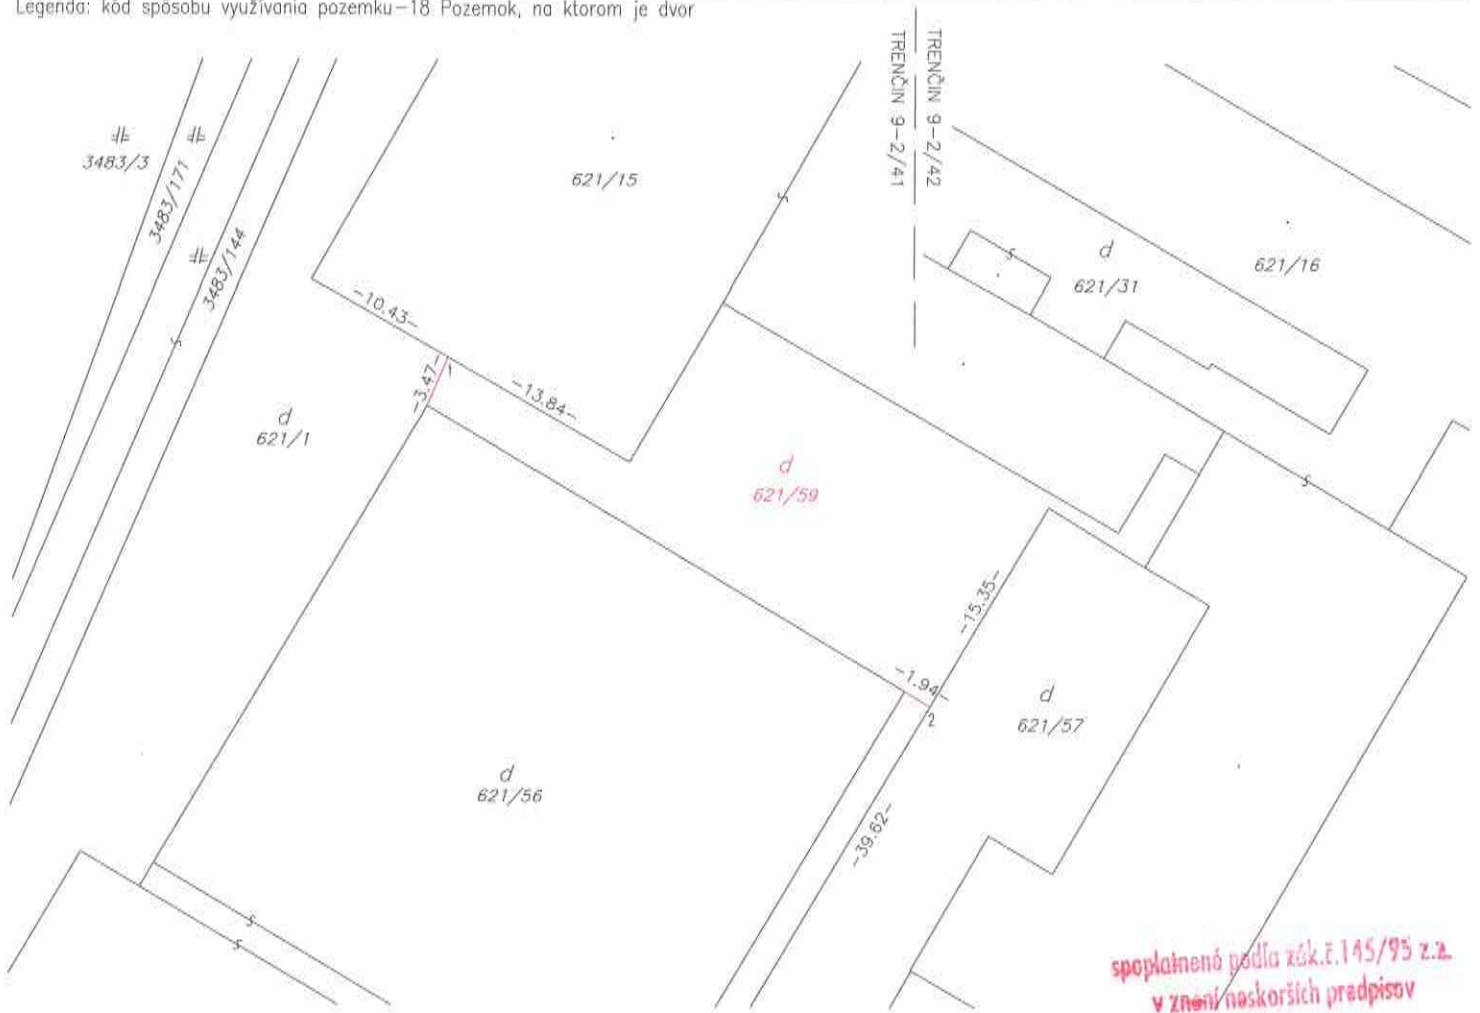 Legenda: kód spôsobu využívania pozemku-18 Pozemok, na ktorom je dvor
TRENČÍN 9-2/42
TRENČÍN 9-2/41
3483/3
3483/171
3483/144
621/15
d
621/31
621/16
-10.43-
-3.47-
1
-13.84-
d
621/1
d
621/59
-15.35-
-1.94-
2
d
621/57
d
621/56
-39.62-
spoplatnené podľa zák.č.145/95 z.z.
v znení neskorších predpisov